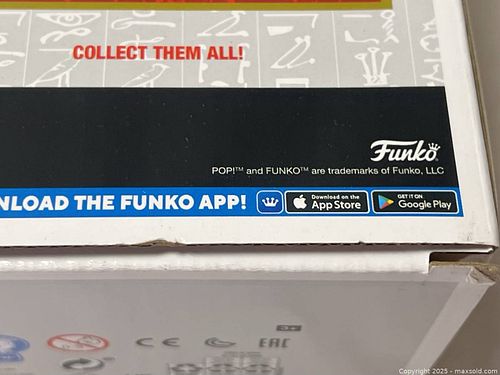 COLLECT THEM ALL!
Funko
POP!™ and FUNKO™ are trademarks of Funko, LLC
NLOAD THE FUNKO APP!
Download on the
App Store
GET IT ON
Google Play
CE
EAC
Copyright 2025 - maxsold.com